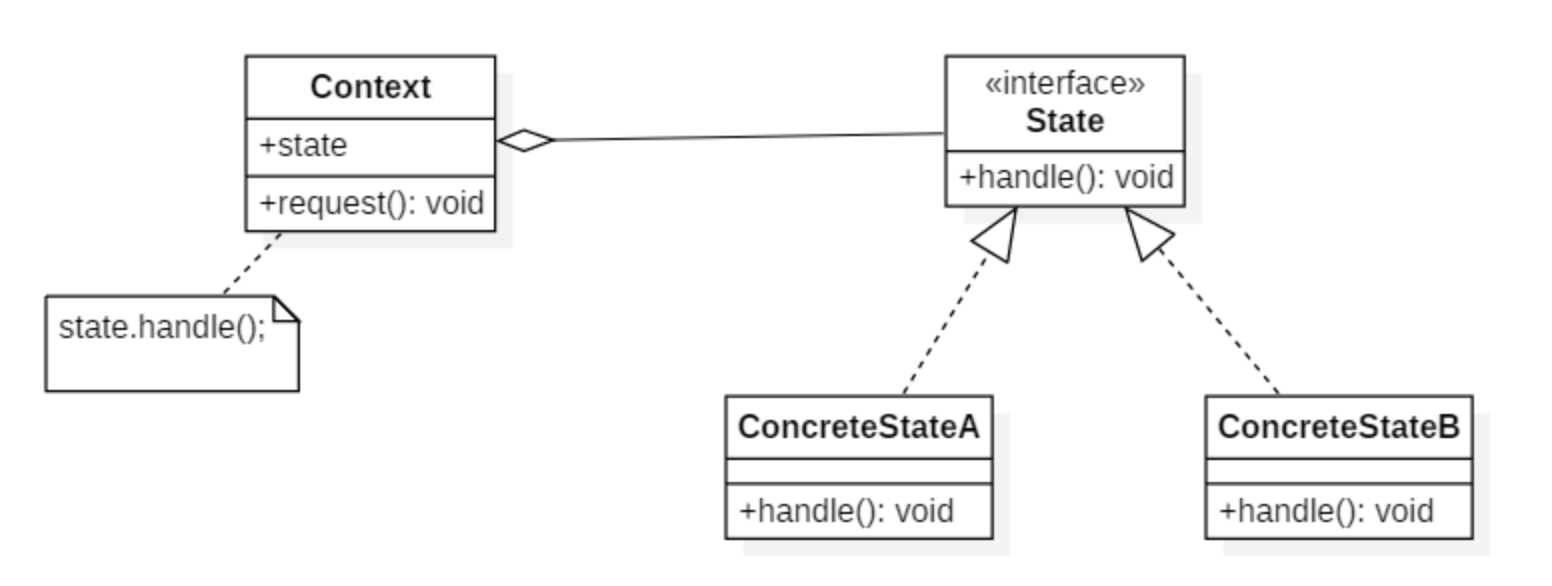 Context
+state
+request(): void
state.handle();
«interface»
State
+handle(): void
ConcreteStateA
+handle(): void
ConcreteStateB
+handle(): void